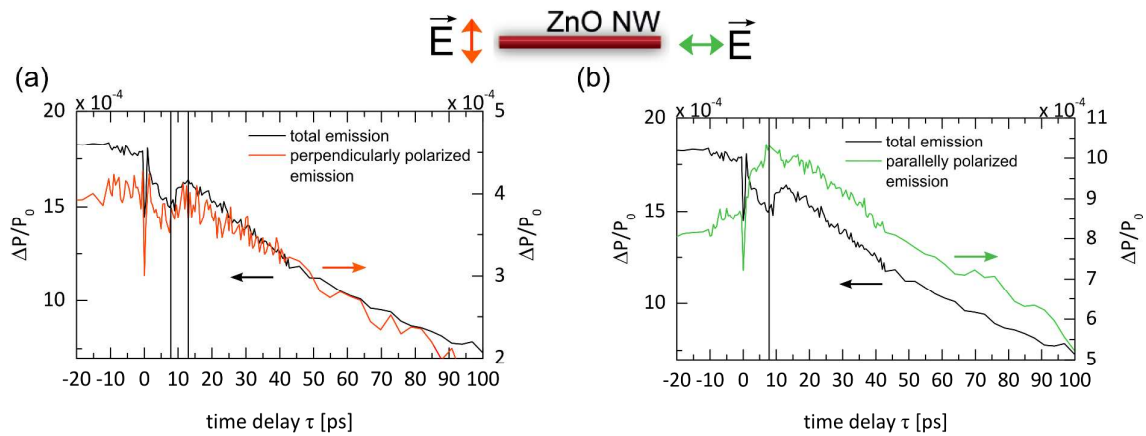 ZnO NW
E
E
(a)
(b)
x 10⁻⁴
x 10⁻⁴
x 10⁻⁴
x 10⁻⁴
20
15
10
ΔP/P₀
total emission
perpendicularly polarized
emission
5
4
3
2
ΔP/P₀
-20 -10 0 10 20 30 40 50 60 70 80 90 100
time delay τ [ps]
20
15
10
ΔP/P₀
total emission
parallelly polarized
emission
11
10
9
8
7
6
5
ΔP/P₀
-20 -10 0 10 20 30 40 50 60 70 80 90 100
time delay τ [ps]